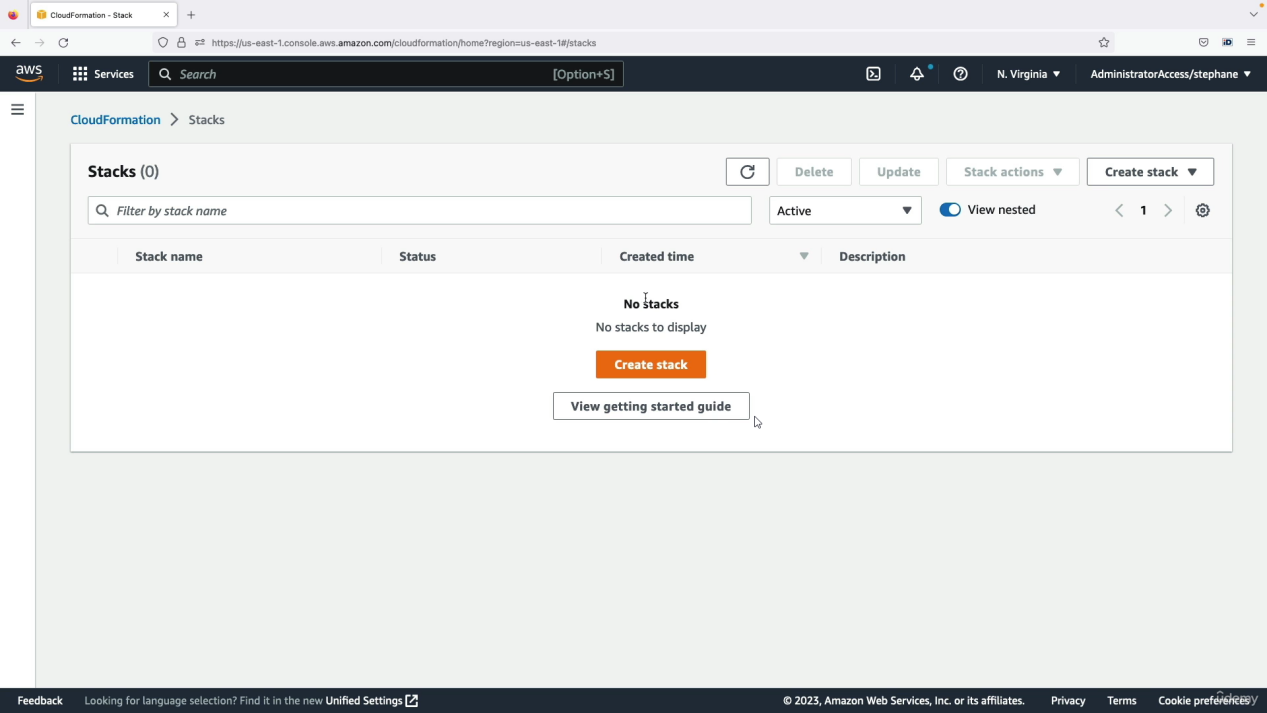 CloudFormation - Stack
https://us-east-1.console.aws.amazon.com/cloudformation/home?region=us-east-1#/stacks
aws Services Search [Option+S] N. Virginia AdministratorAccess/stephane
CloudFormation > Stacks
Stacks (0) Delete Update Stack actions Create stack
Filter by stack name Active View nested 1
Stack name Status Created time Description
No stacks
No stacks to display
Create stack
View getting started guide
Feedback Looking for language selection? Find it in the new Unified Settings © 2023, Amazon Web Services, Inc. or its affiliates. Privacy Terms Cookie preferences
ûdemy